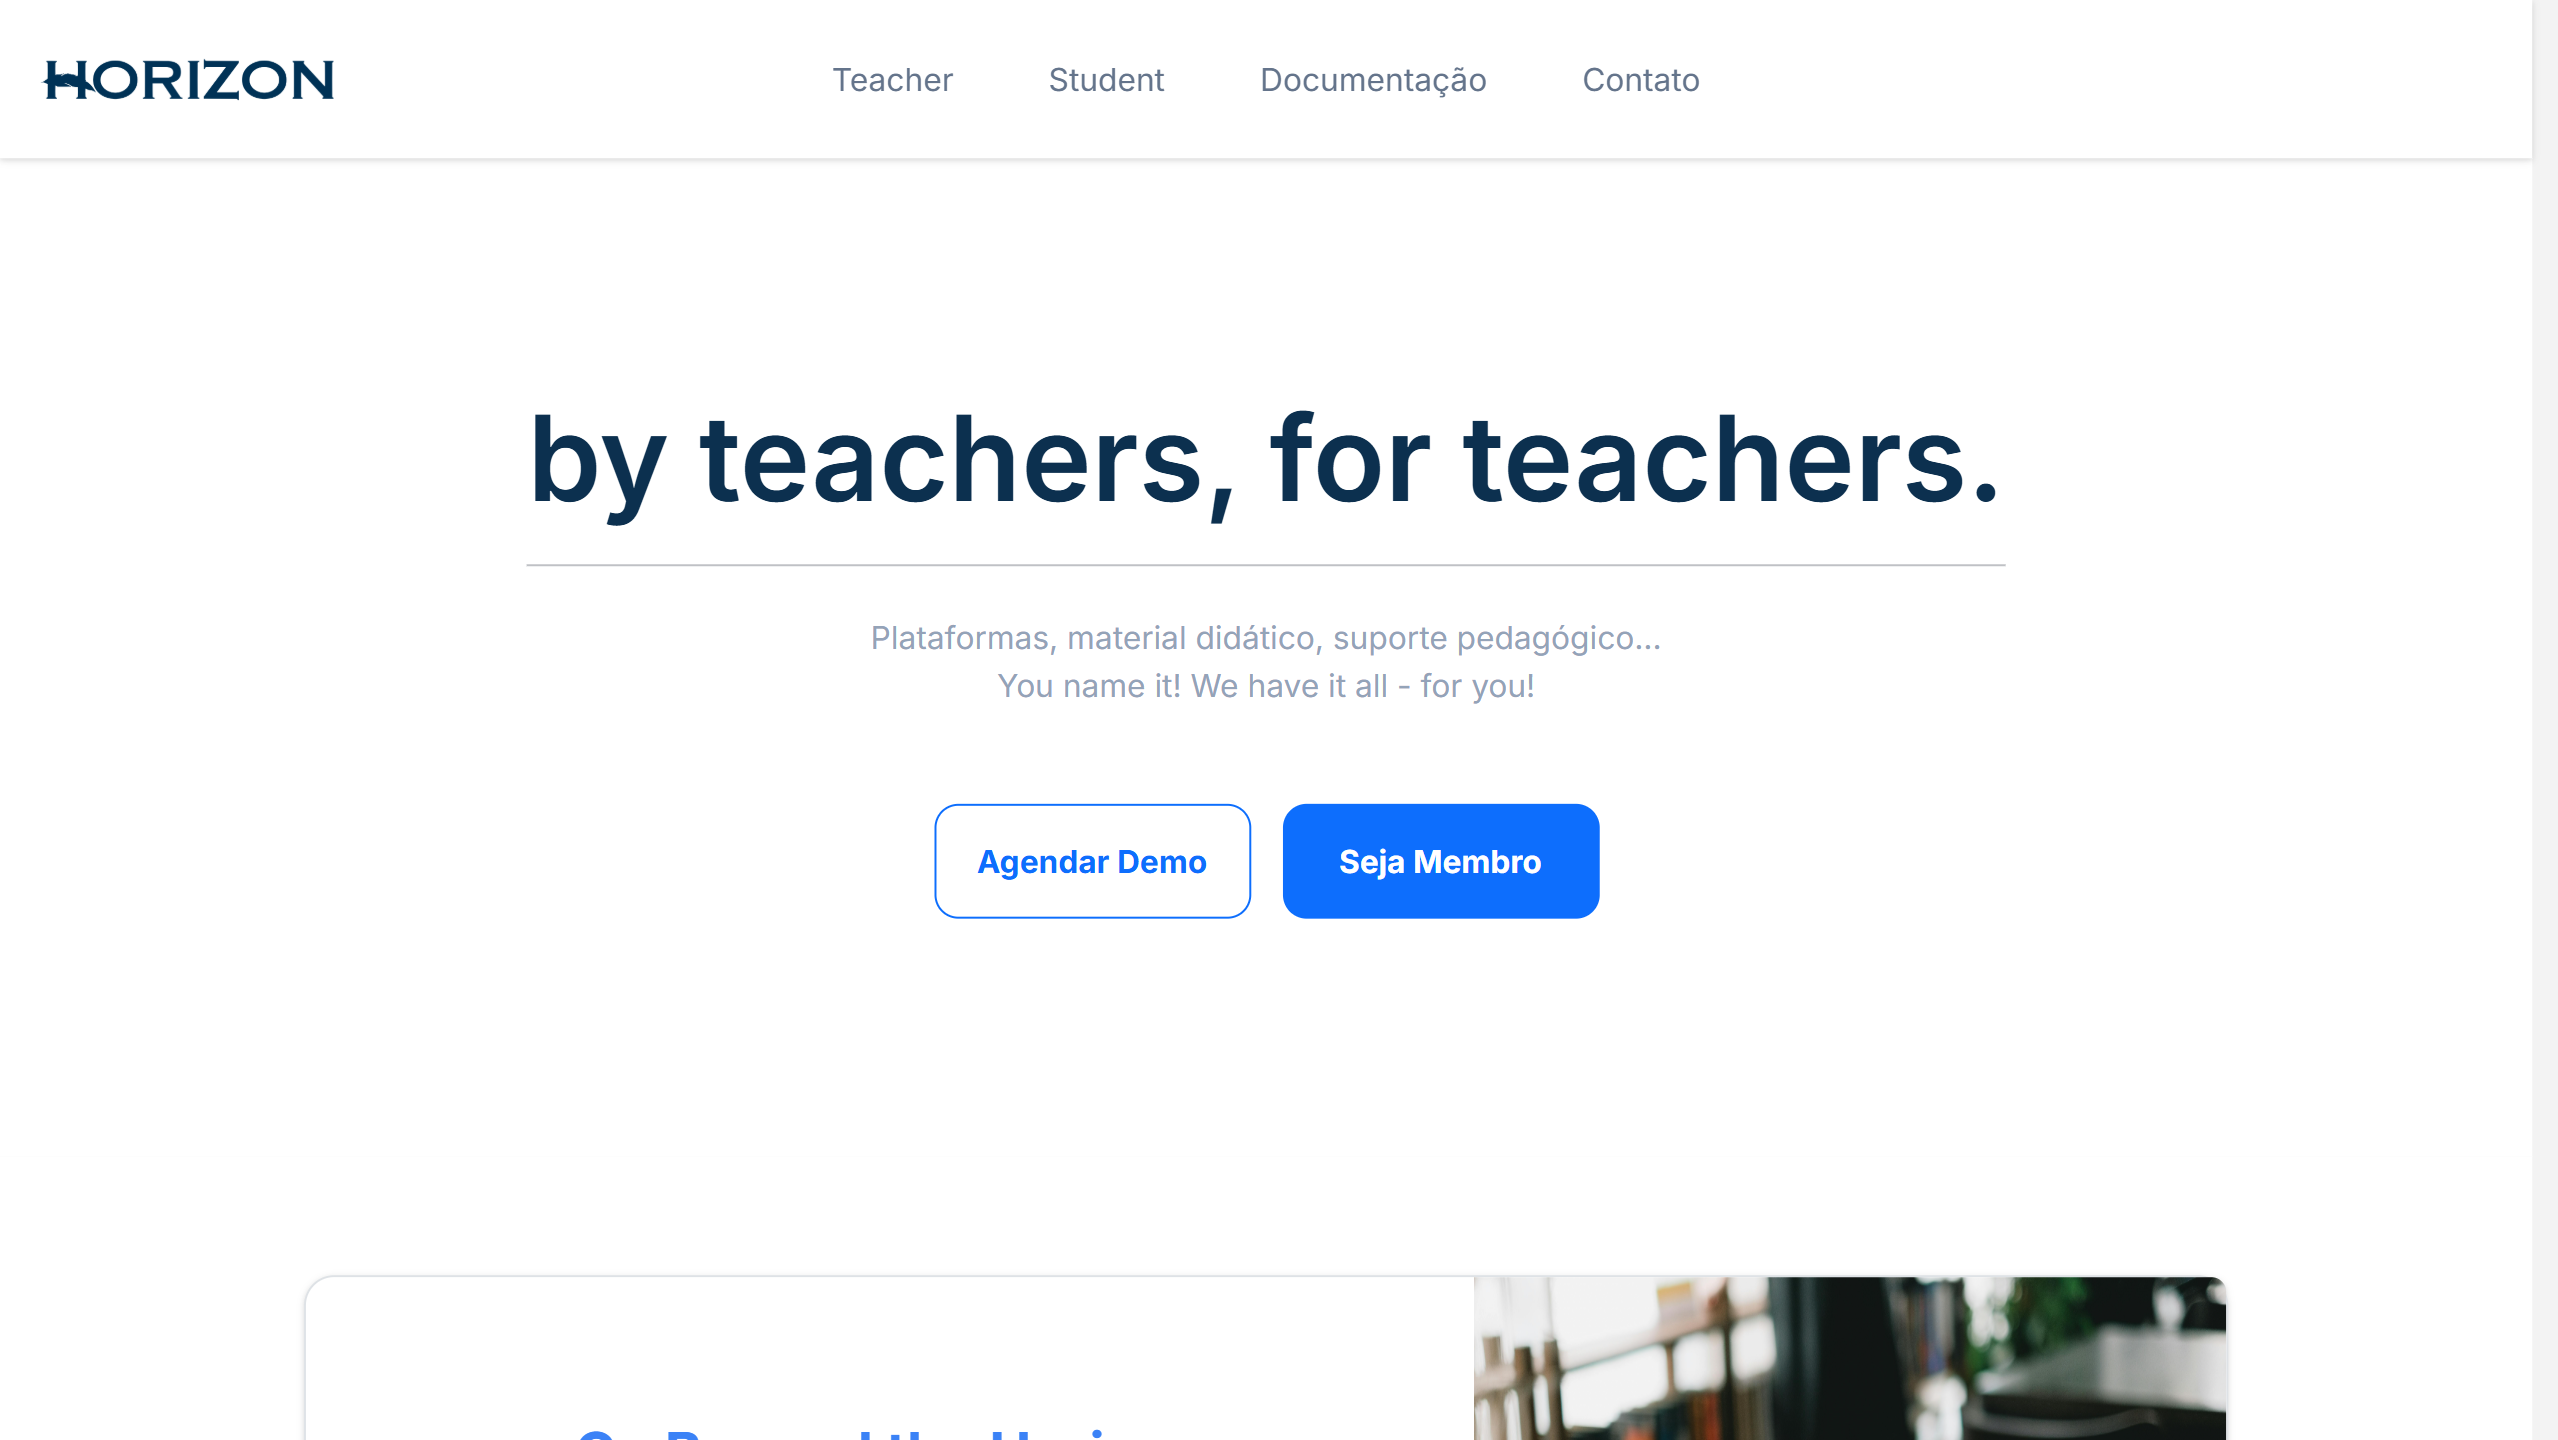 HORIZON
Teacher Student Documentação Contato
by teachers, for teachers.
Plataformas, material didático, suporte pedagógico...
You name it! We have it all - for you!
Agendar Demo Seja Membro